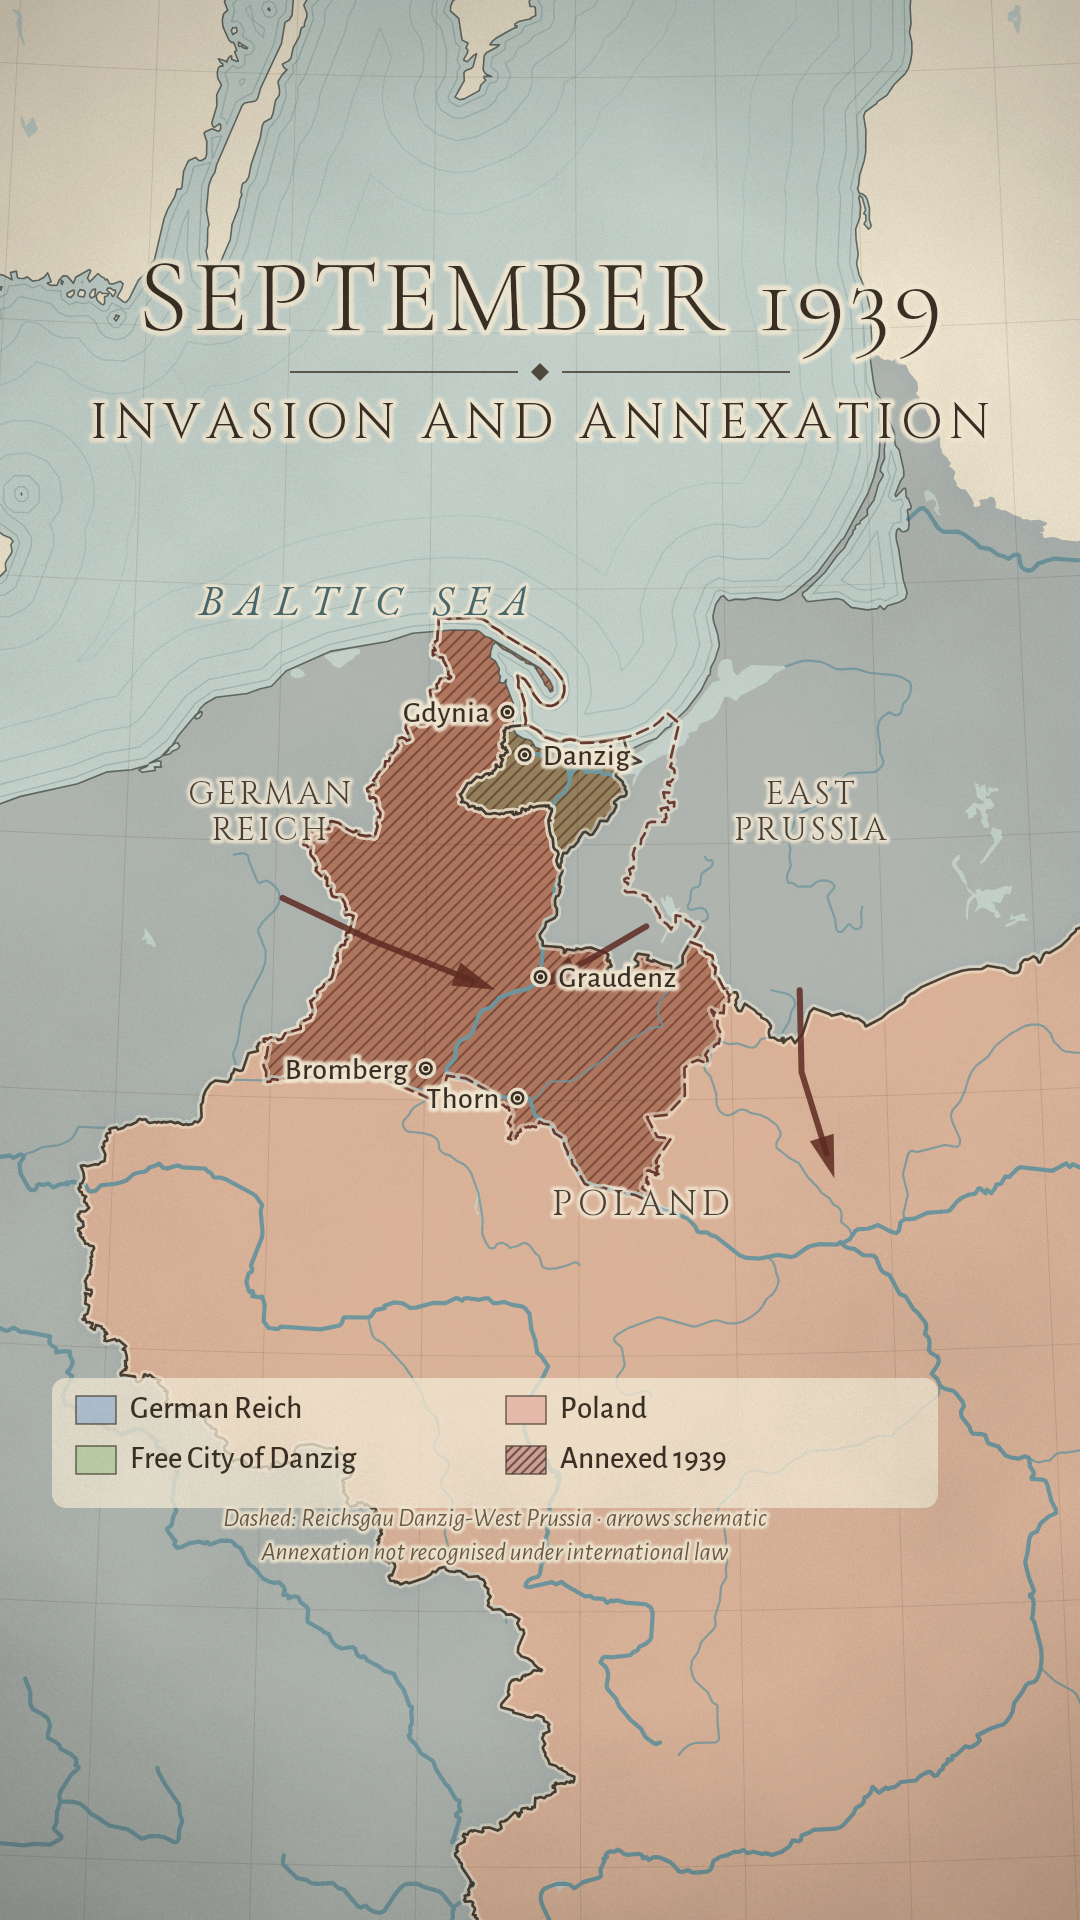 SEPTEMBER 1939
INVASION AND ANNEXATION
BALTIC SEA
Gdynia
Danzig
GERMAN
REICH
EAST
PRUSSIA
Graudenz
Bromberg
Thorn
POLAND
German Reich
Poland
Free City of Danzig
Annexed 1939
Dashed: Reichsgau Danzig-West Prussia · arrows schematic
Annexation not recognised under international law